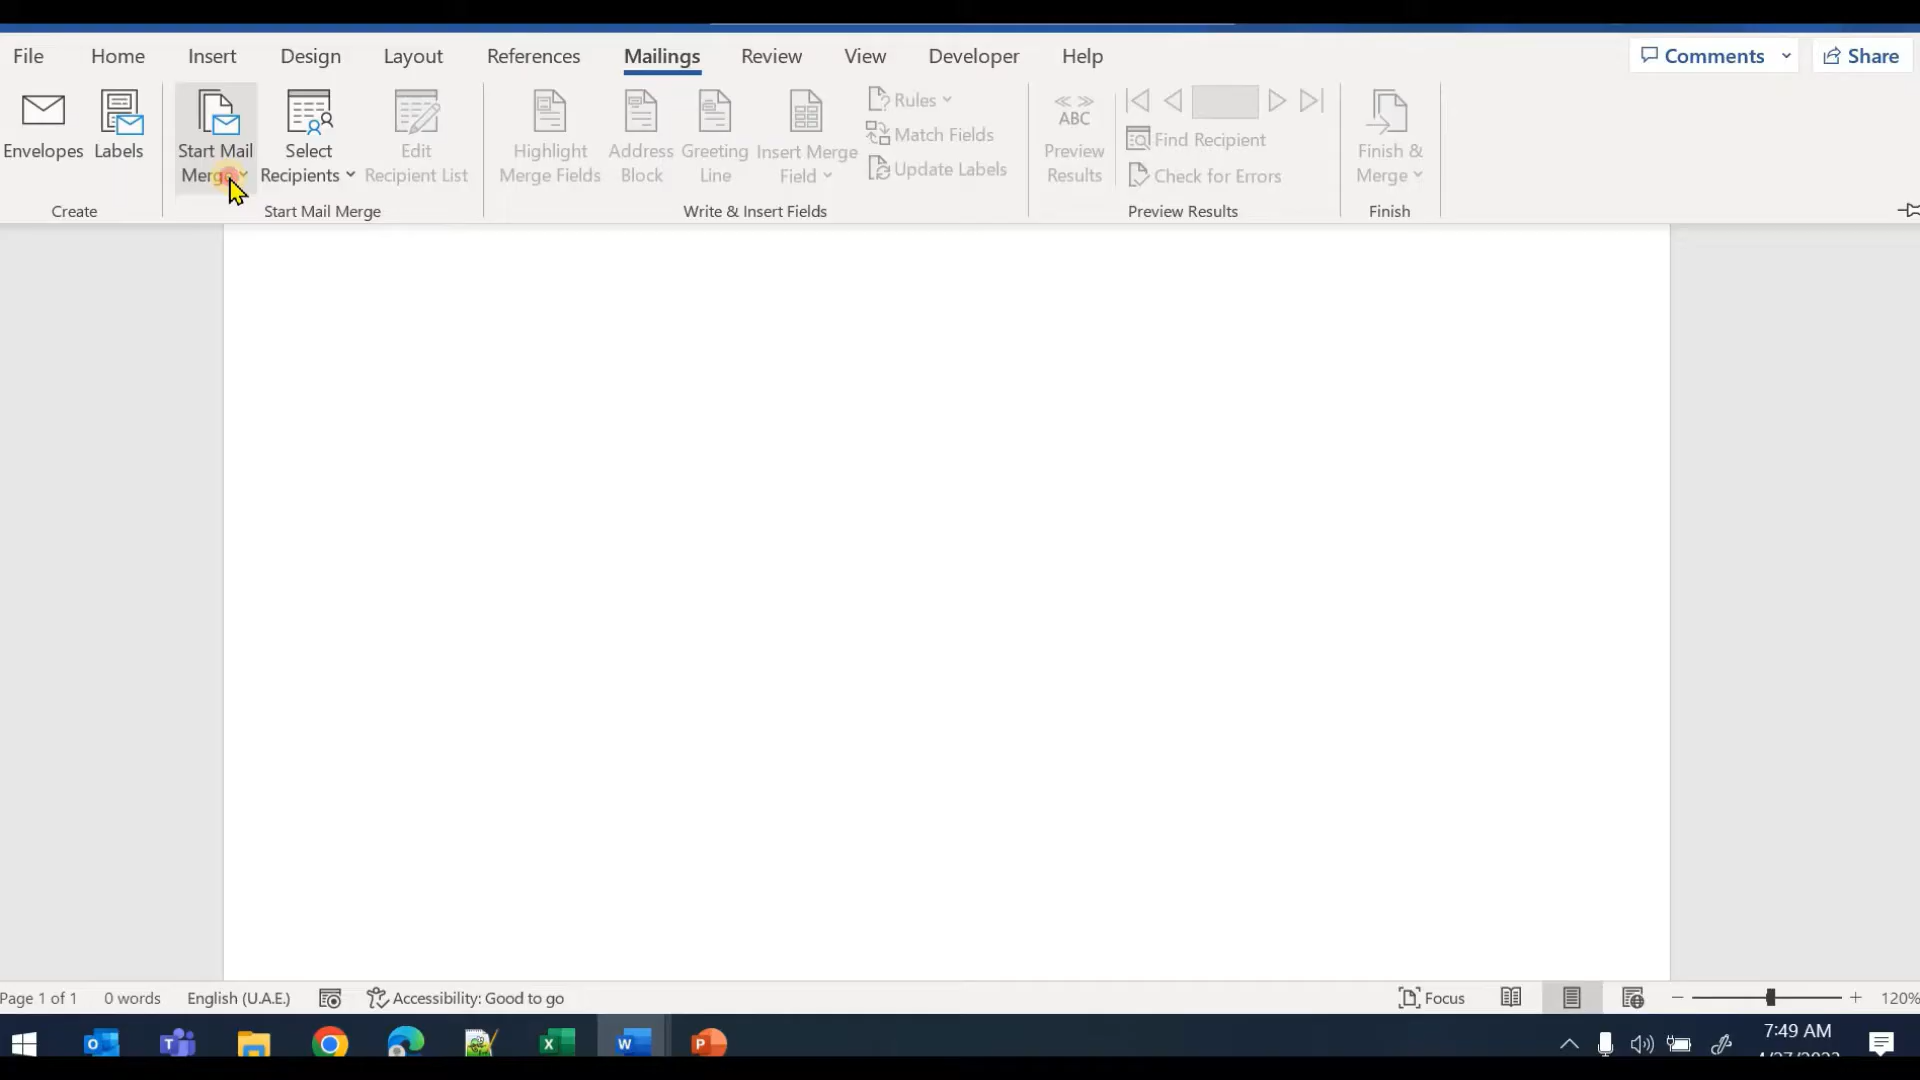 File Home Insert Design Layout References Mailings Review View Developer Help Comments Share
Envelopes Labels
Start Mail Merge
Select Recipients
Edit Recipient List
Highlight Merge Fields
Address Block
Greeting Line
Insert Merge Field
Rules
Match Fields
Update Labels
ABC
Preview Results
Find Recipient
Check for Errors
Finish & Merge
Create Start Mail Merge Write & Insert Fields Preview Results Finish
Page 1 of 1 0 words English (U.A.E.) Accessibility: Good to go Focus 120%
7:49 AM